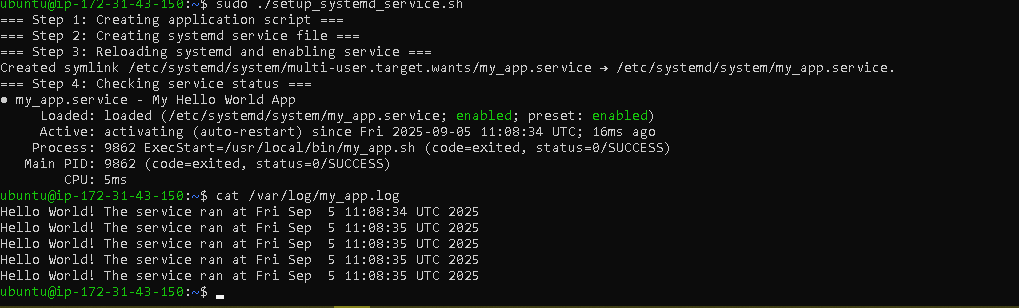 ubuntu@ip-172-31-43-150:~$ sudo ./setup_systemd_service.sh
=== Step 1: Creating application script ===
=== Step 2: Creating systemd service file ===
=== Step 3: Reloading systemd and enabling service ===
Created symlink /etc/systemd/system/multi-user.target.wants/my_app.service → /etc/systemd/system/my_app.service.
=== Step 4: Checking service status ===
● my_app.service - My Hello World App
     Loaded: loaded (/etc/systemd/system/my_app.service; enabled; preset: enabled)
     Active: activating (auto-restart) since Fri 2025-09-05 11:08:34 UTC; 16ms ago
    Process: 9862 ExecStart=/usr/local/bin/my_app.sh (code=exited, status=0/SUCCESS)
   Main PID: 9862 (code=exited, status=0/SUCCESS)
        CPU: 5ms
ubuntu@ip-172-31-43-150:~$ cat /var/log/my_app.log
Hello World! The service ran at Fri Sep  5 11:08:34 UTC 2025
Hello World! The service ran at Fri Sep  5 11:08:35 UTC 2025
Hello World! The service ran at Fri Sep  5 11:08:35 UTC 2025
Hello World! The service ran at Fri Sep  5 11:08:35 UTC 2025
Hello World! The service ran at Fri Sep  5 11:08:35 UTC 2025
ubuntu@ip-172-31-43-150:~$